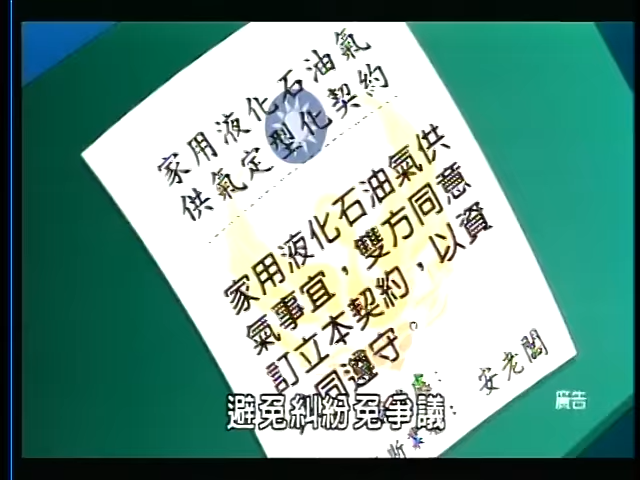 家用液化石油氣
供氣定型化契約
家用液化石油氣供
氣事宜，雙方同意
訂立本契約，以資
同遵守。
安老闆
避免糾紛免爭議
廣告